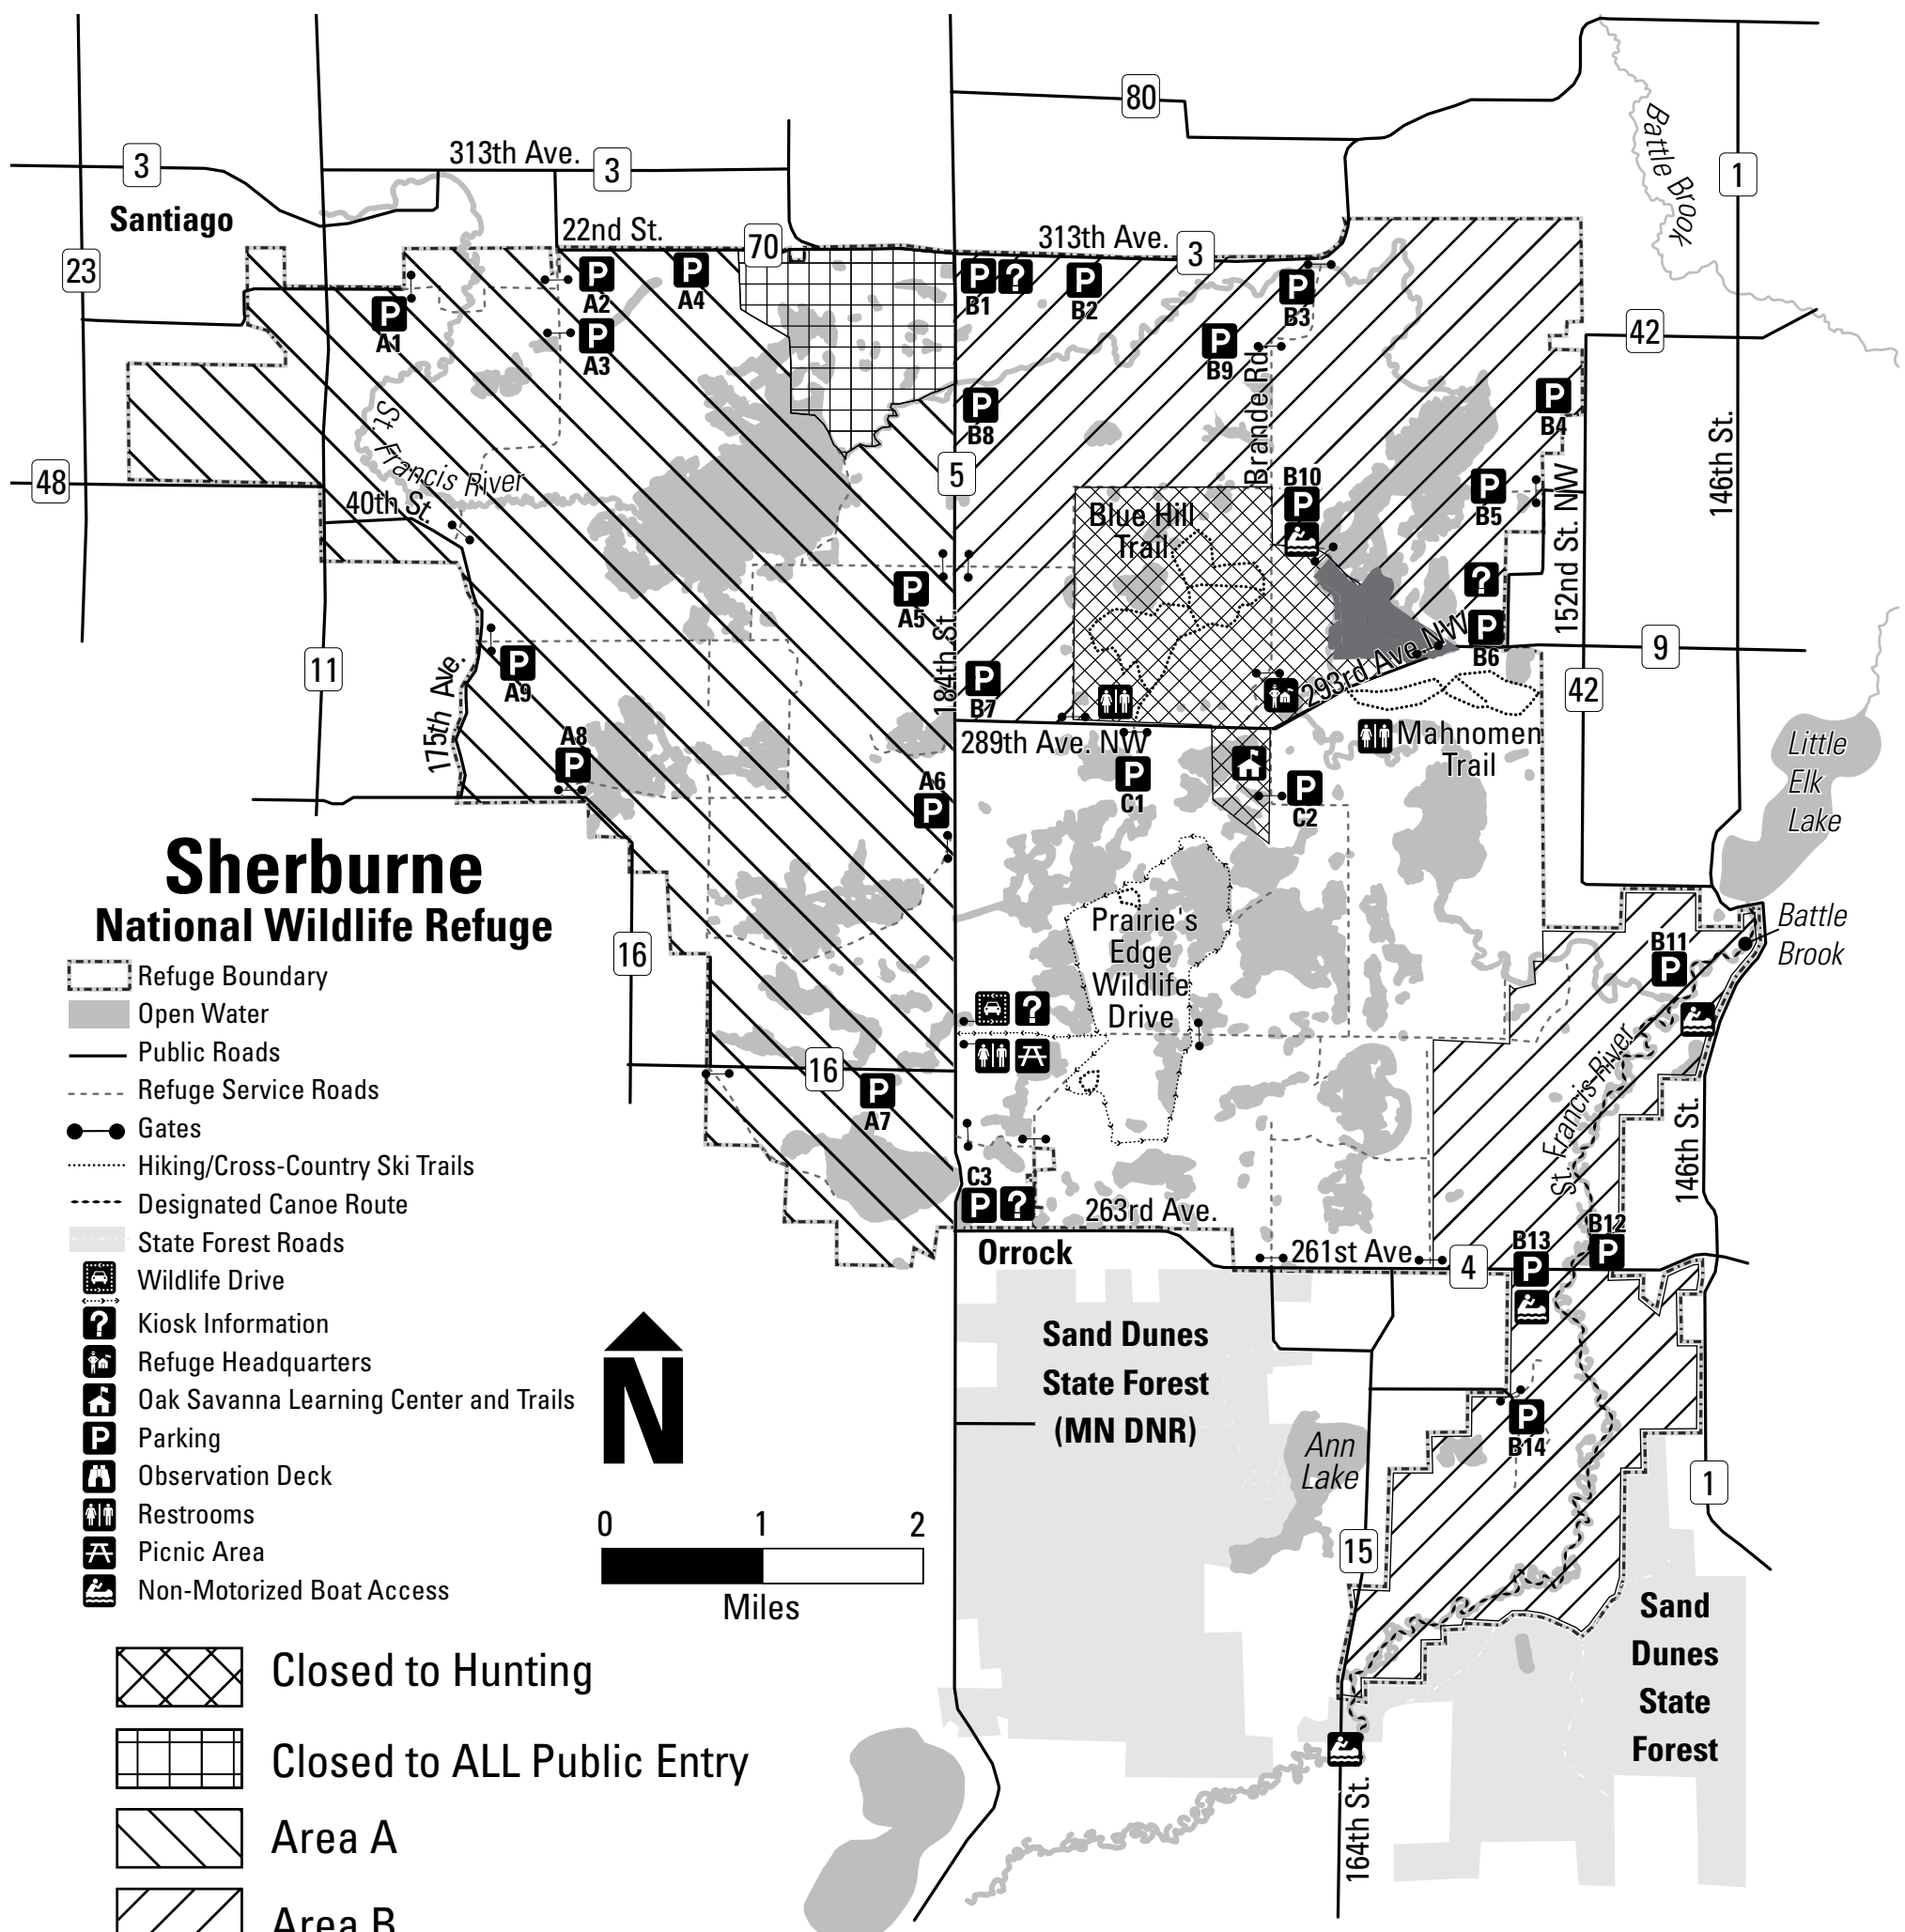 80
Battle
Brook
1
3
313th Ave.
3
Santiago
22nd St.
70
313th Ave.
3
23
A1
A2
A3
A4
B1
B2
B3
B9
Brande Rd
42
B4
B8
St.
Francis River
48
40th St.
5
B10
B5
146th St.
152nd St. NW
Blue Hill
Trail
A5
184th St.
B6
9
11
175th Ave.
A9
B7
293rd Ave. NW
42
A8
289th Ave. NW
Mahnomen
Trail
Little
Elk
Lake
A6
C1
C2
Sherburne
National Wildlife Refuge
Refuge Boundary
Open Water
Public Roads
Refuge Service Roads
Gates
Hiking/Cross-Country Ski Trails
Designated Canoe Route
State Forest Roads
Wildlife Drive
Kiosk Information
Refuge Headquarters
Oak Savanna Learning Center and Trails
Parking
Observation Deck
Restrooms
Picnic Area
Non-Motorized Boat Access
16
Prairie's
Edge
Wildlife
Drive
B11
Battle
Brook
16
A7
St. Francis River
146th St.
C3
263rd Ave.
Orrock
261st Ave.
4
B13
B12
N
Sand Dunes
State Forest
(MN DNR)
Ann
Lake
B14
1
15
0 1 2
Miles
Sand
Dunes
State
Forest
164th St.
Closed to Hunting
Closed to ALL Public Entry
Area A
Area B